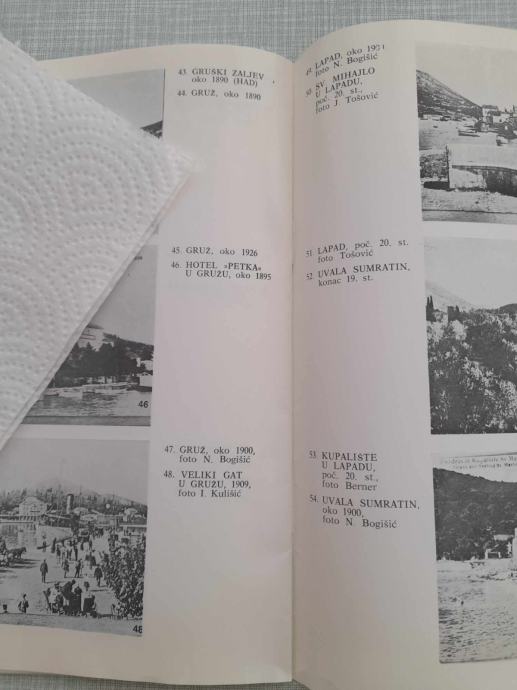 43. GRUSKI ZALJEV
oko 1890 (HAD)
44. GRUŽ, oko 1890
45. GRUŽ, oko 1926
46. HOTEL »PETKA«
U GRUŽU, oko 1895
46
47. GRUŽ, oko 1900,
foto N. Bogišić
48. VELIKI GAT
U GRUŽU, 1909,
foto I. Kulišić
48
49. LAPAD, oko
foto N. Bogišić
50. SV. MIHAJLO
U LAPADU,
poč. 20. st.,
foto J. Tošović
51 LAPAD, poč. 20. st.
foto Tošović
52 UVALA SUMRATIN,
konac 19. st.
53 KUPALIŠTE
U LAPADU,
poč. 20 st.,
foto Berner
54. UVALA SUMRATIN,
oko 1900,
foto N Bogišić